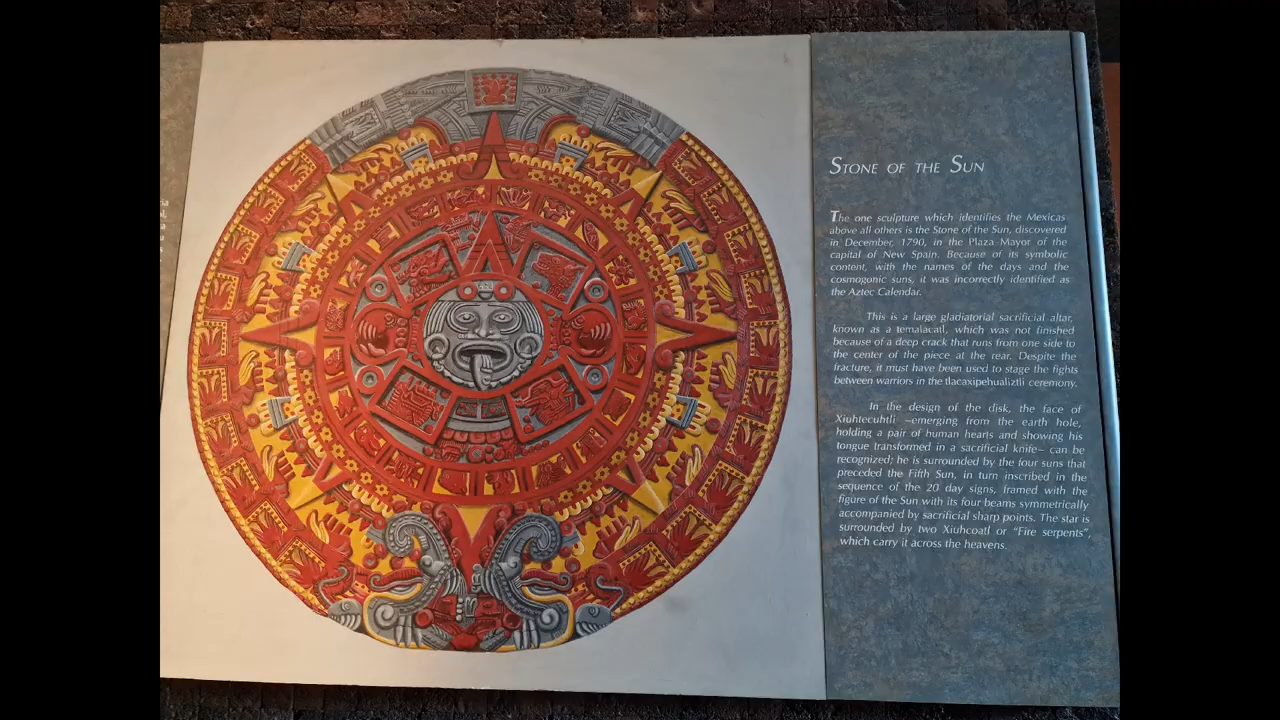 STONE OF THE SUN
The one sculpture which identifies the Mexicas
above all others is the Stone of the Sun, discovered
in December, 1790, in the Plaza Mayor of the
capital of New Spain. Because of its symbolic
content, with the names of the days and the
cosmogonic suns, it was incorrectly identified as
the Aztec Calendar.
This is a large gladiatorial sacrificial altar,
known as a temalácatl, which was not finished
because of a deep crack that runs from one side to
the center of the piece at the rear. Despite the
fracture, it must have been used to stage the fights
between warriors in the tlacaxipehualiztli ceremony.
In the design of the disk, the face of
Xiuhtecuhtli –emerging from the earth hole,
holding a pair of human hearts and showing his
tongue transformed in a sacrificial knife– can be
recognized; he is surrounded by the four suns that
preceded the Fifth Sun, in turn inscribed in the
sequence of the 20 day signs, framed with the
figure of the Sun with its four beams symmetrically
accompanied by sacrificial sharp points. The star is
surrounded by two Xiuhcoatl or "Fire serpents",
which carry it across the heavens.